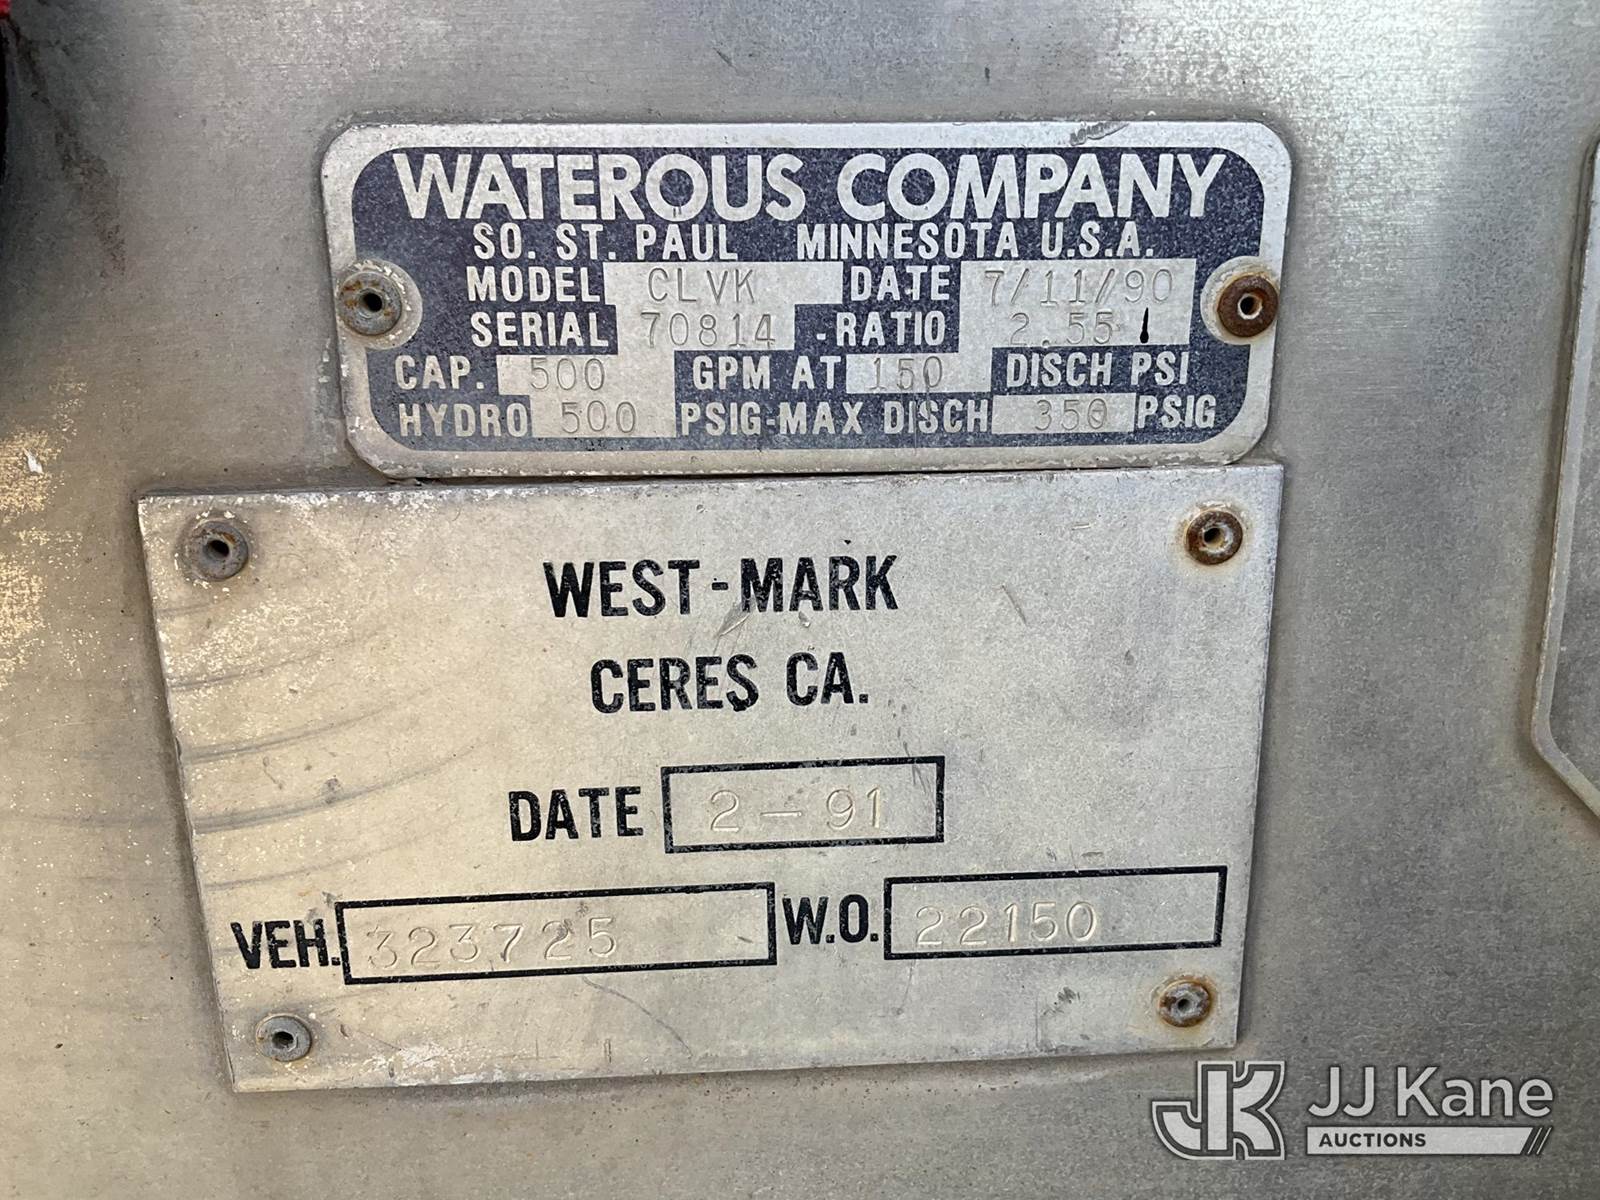 WATEROUS COMPANY
SO. ST. PAUL MINNESOTA U.S.A.
MODEL CLVK DATE 7/11/90
SERIAL 70814 RATIO 2.55
CAP. 500 GPM AT 150 DISCH PSI
HYDRO 500 PSIG-MAX DISCH 350 PSIG
WEST-MARK
CERES CA.
DATE 2-91
VEH. 323725 W.O. 22150
JK JJ Kane
AUCTIONS